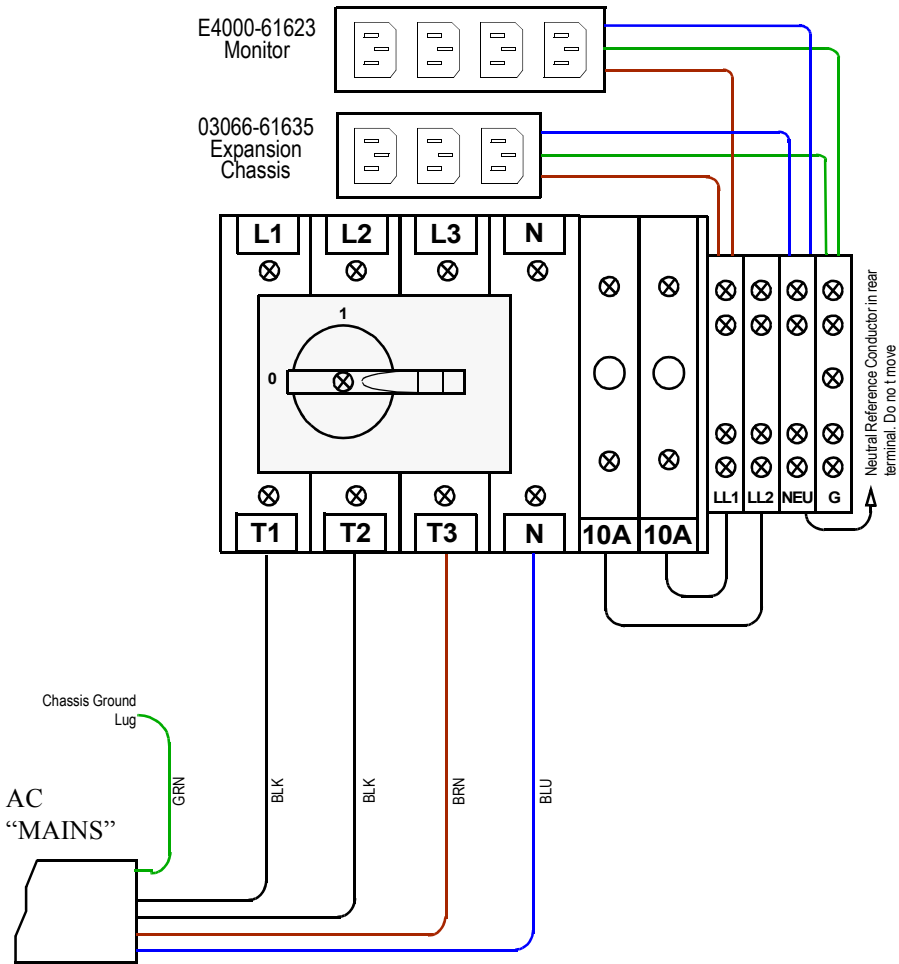 E4000-61623
Monitor
03066-61635
Expansion
Chassis
L1
L2
L3
N
1
0
T1
T2
T3
N
10A
10A
LL1
LL2
NEU
G
Neutral Reference Conductor in rear
terminal. Do no t move
Chassis Ground
Lug
GRN
BLK
BLK
BRN
BLU
AC
“MAINS”